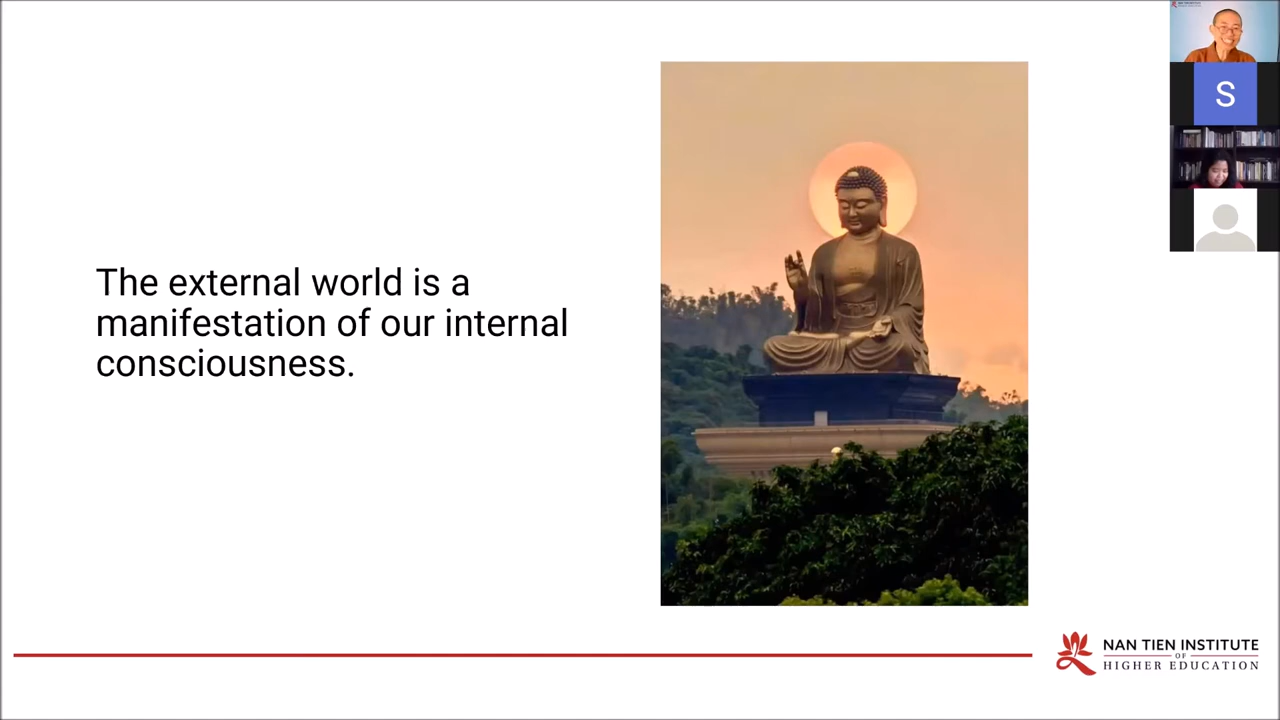 The external world is a
manifestation of our internal
consciousness.
S
NAN TIEN INSTITUTE
OF
HIGHER EDUCATION